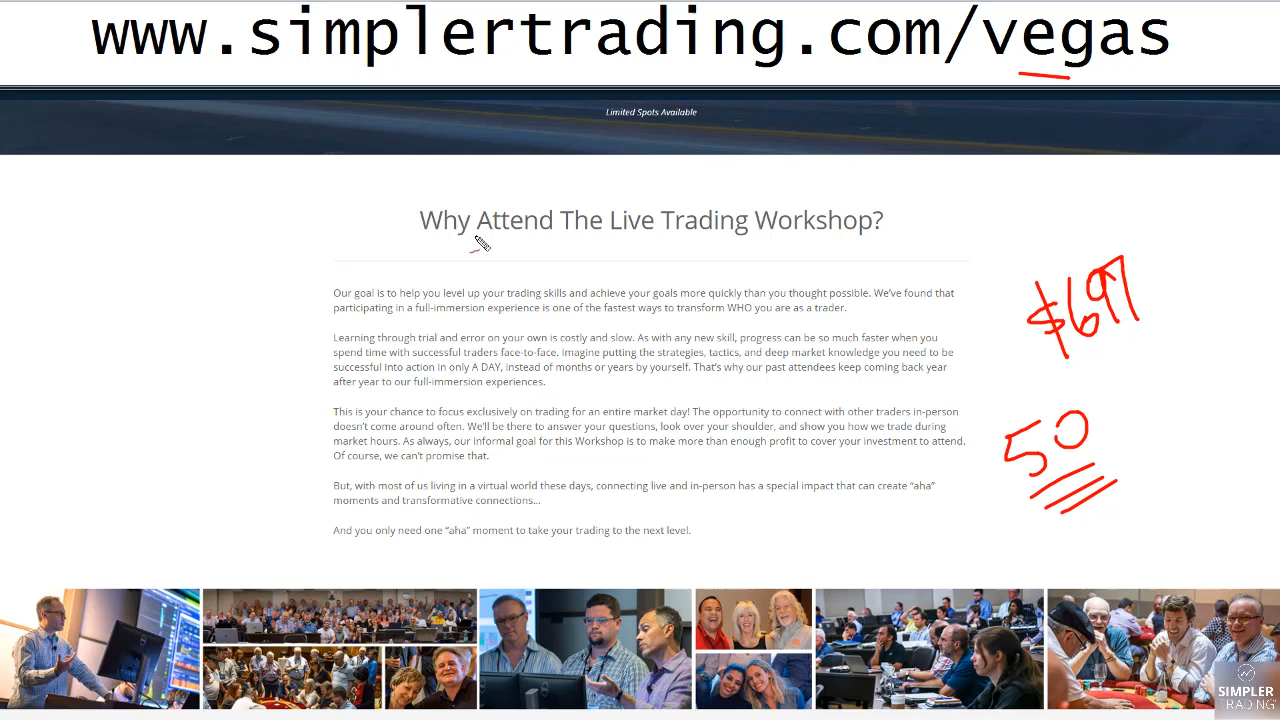 www.simplertrading.com/vegas
Limited Spots Available
Why Attend The Live Trading Workshop?
Our goal is to help you level up your trading skills and achieve your goals more quickly than you thought possible. We've found that
participating in a full-immersion experience is one of the fastest ways to transform WHO you are as a trader.
Learning through trial and error on your own is costly and slow. As with any new skill, progress can be so much faster when you
spend time with successful traders face-to-face. Imagine putting the strategies, tactics, and deep market knowledge you need to be
successful into action in only A DAY, instead of months or years by yourself. That's why our past attendees keep coming back year
after year to our full-immersion experiences.
This is your chance to focus exclusively on trading for an entire market day! The opportunity to connect with other traders in-person
doesn't come around often. We'll be there to answer your questions, look over your shoulder, and show you how we trade during
market hours. As always, our informal goal for this Workshop is to make more than enough profit to cover your investment to attend.
Of course, we can't promise that.
But, with most of us living in a virtual world these days, connecting live and in-person has a special impact that can create “aha”
moments and transformative connections...
And you only need one “aha” moment to take your trading to the next level.
$697
50
SIMPLER
TRADING